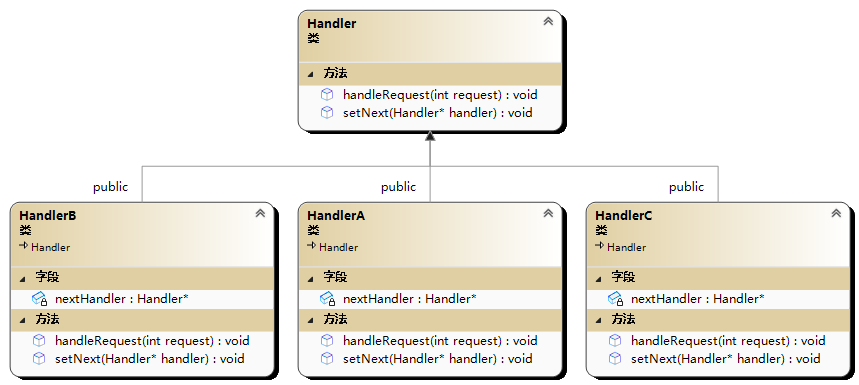 Handler
类
方法
handleRequest(int request) : void
setNext(Handler* handler) : void
public
public
public
HandlerB
类
Handler
字段
nextHandler : Handler*
方法
handleRequest(int request) : void
setNext(Handler* handler) : void
HandlerA
类
Handler
字段
nextHandler : Handler*
方法
handleRequest(int request) : void
setNext(Handler* handler) : void
HandlerC
类
Handler
字段
nextHandler : Handler*
方法
handleRequest(int request) : void
setNext(Handler* handler) : void